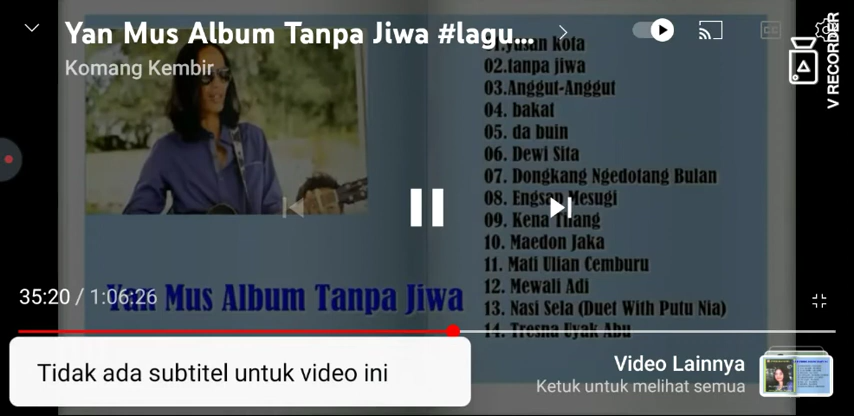 Yan Mus Album Tanpa Jiwa #lagu...
Komang Kembir
CC
V RECORDER
kota
02.tanpa jiwa
03.Anggut-Anggut
04. bakat
05. da buin
06. Dewi Sita
07. Dongkang Ngedotang Bulan
08. Engsap Mesugi
09. Kena
10. Maedon Jaka
11. Mati Ulian Cemburu
12. Mewali Adi
13. Nasi Sela (Duet With Putu Nia)
14. Tresna Uyak Abu
35:20 / 1:06:26
Yan Mus Album Tanpa Jiwa
Tidak ada subtitel untuk video ini
Video Lainnya
Ketuk untuk melihat semua